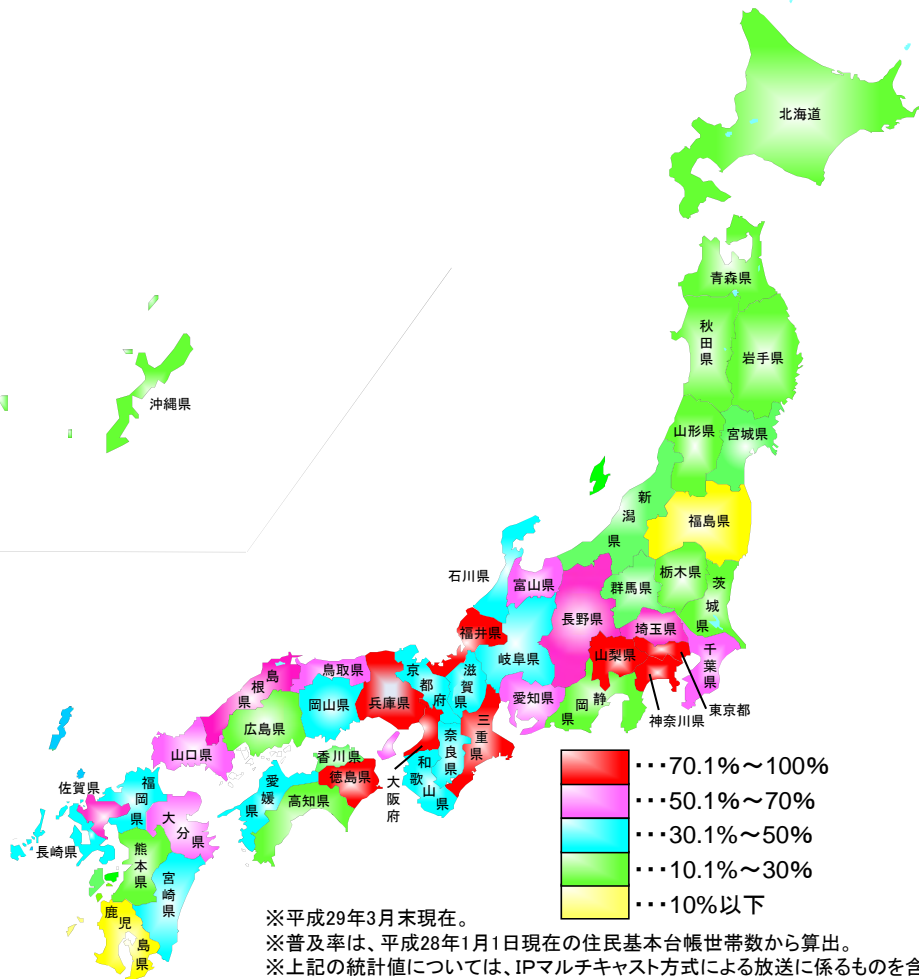 北海道
青森県
秋田県
岩手県
沖縄県
山形県
宮城県
新潟県
福島県
石川県
富山県
群馬県
栃木県
茨城県
長野県
埼玉県
福井県
岐阜県
山梨県
千葉県
東京都
神奈川県
島根県
鳥取県
京都府
滋賀県
兵庫県
岡山県
愛知県
静岡県
広島県
三重県
奈良県
山口県
香川県
徳島県
大阪府
和歌山県
佐賀県
福岡県
愛媛県
高知県
大分県
長崎県
熊本県
宮崎県
鹿児島県
･･･70.1%～100%
･･･50.1%～70%
･･･30.1%～50%
･･･10.1%～30%
･･･10%以下
※平成29年3月末現在。
※普及率は、平成28年1月1日現在の住民基本台帳世帯数から算出。
※上記の統計値については、IPマルチキャスト方式による放送に係るものを含